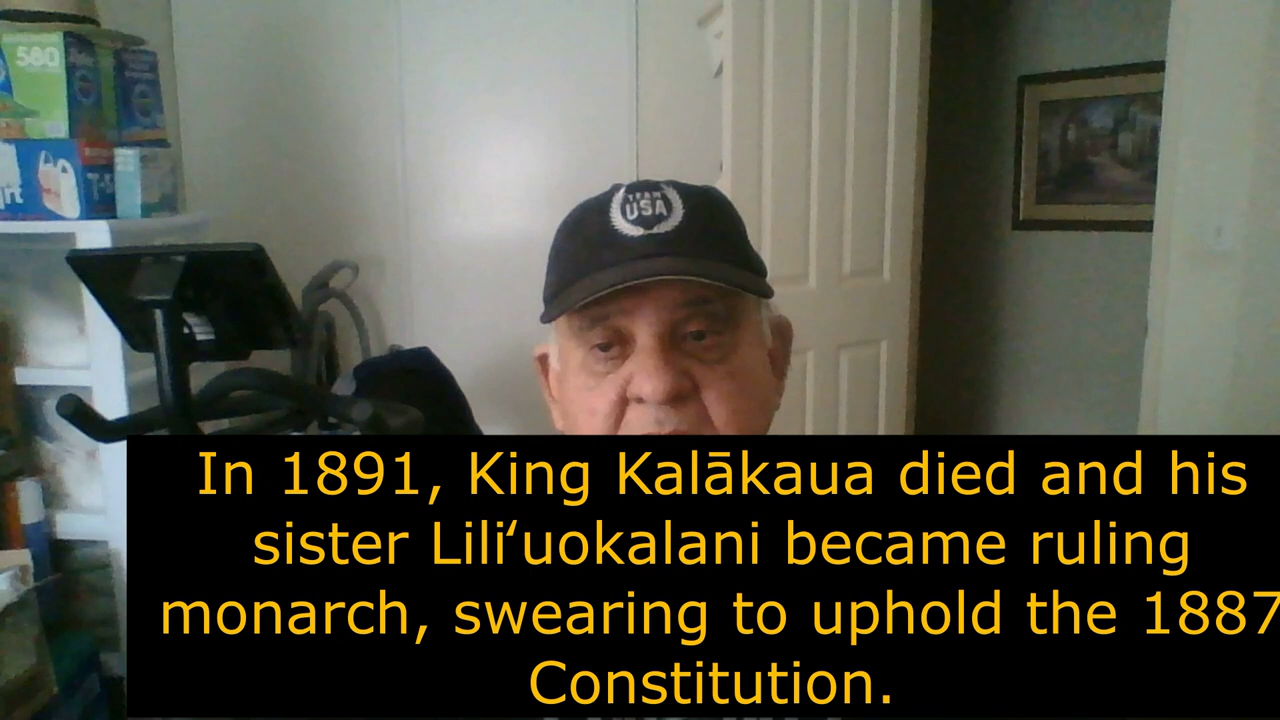 580
TEAM
USA
In 1891, King Kalākaua died and his
sister Liliʻuokalani became ruling
monarch, swearing to uphold the 1887
Constitution.